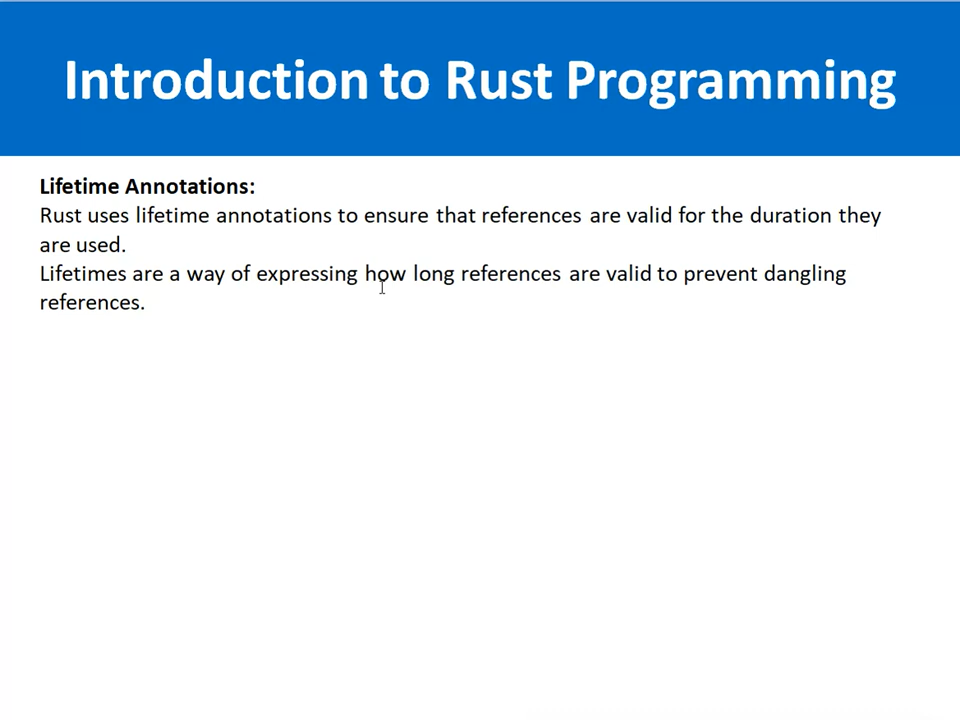 Introduction to Rust Programming
Lifetime Annotations:
Rust uses lifetime annotations to ensure that references are valid for the duration they
are used.
Lifetimes are a way of expressing how long references are valid to prevent dangling
references.